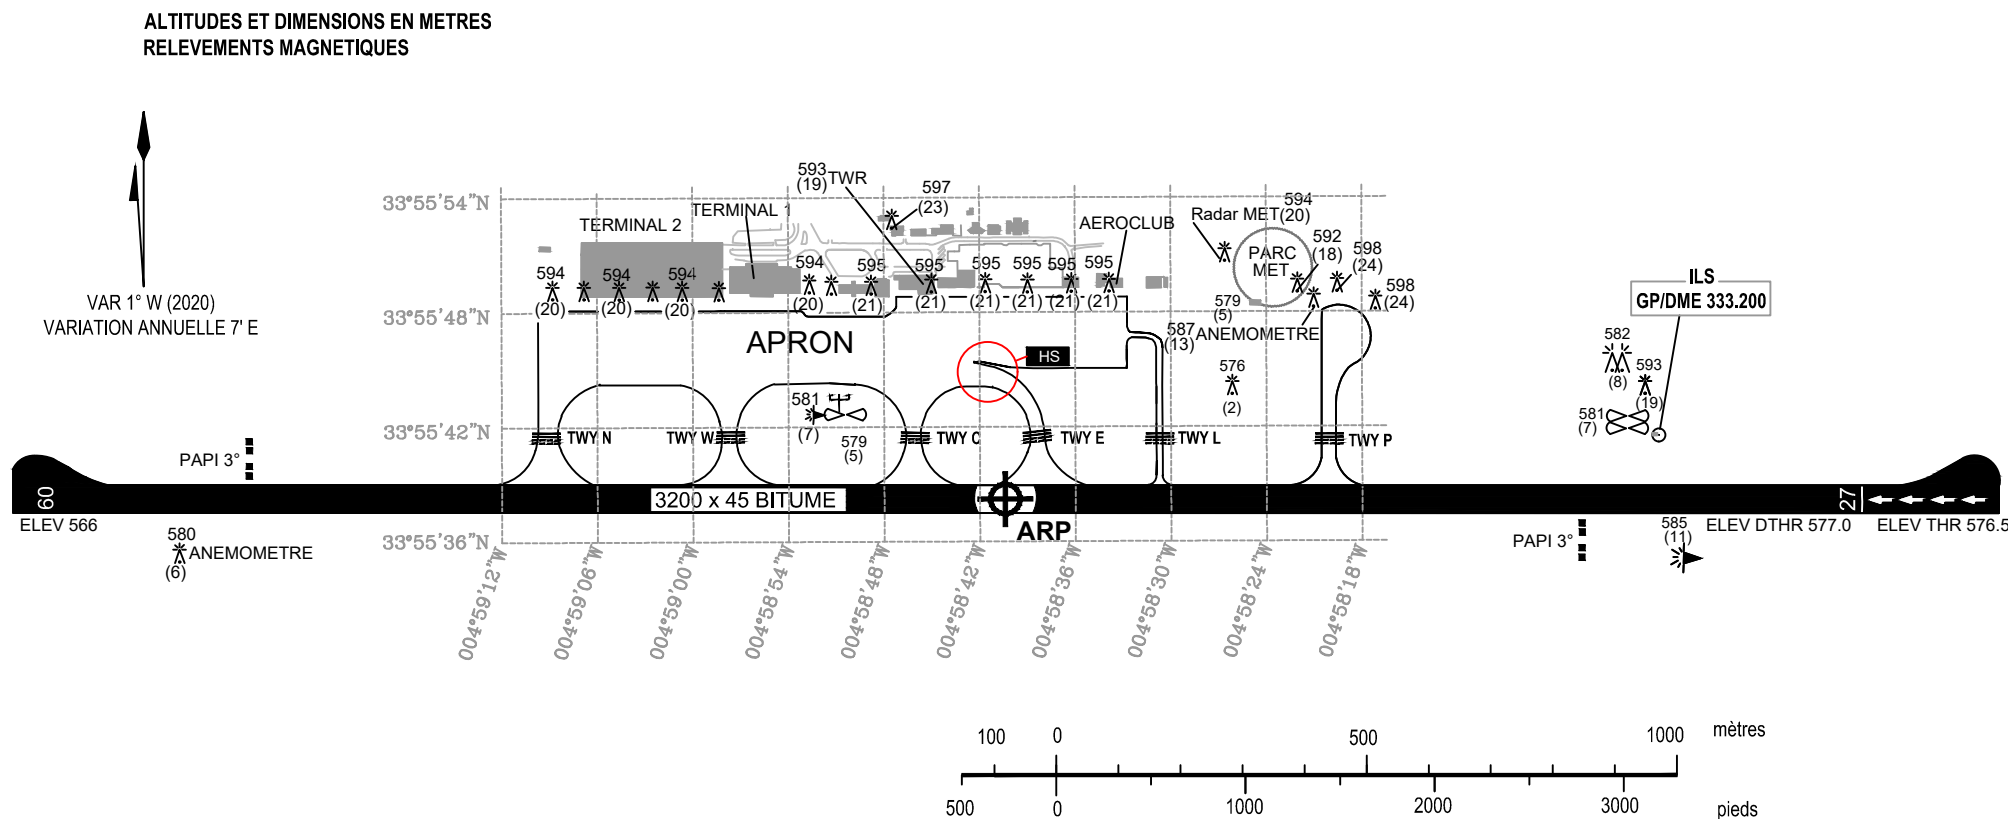 ALTITUDES ET DIMENSIONS EN METRES
RELEVEMENTS MAGNETIQUES
VAR 1° W (2020)
VARIATION ANNUELLE 7' E
33°55'54"N
33°55'48"N
33°55'42"N
33°55'36"N
593
(19)
TWR
597
(23)
TERMINAL 2
TERMINAL 1
AEROCLUB
Radar MET
594
(20)
PARC
MET
592
(18)
598
(24)
598
(24)
594
(20)
594
(20)
594
(20)
594
(20)
595
(21)
595
(21)
595
(21)
595
(21)
595
(21)
595
(21)
579
(5)
ANEMOMETRE
587
(13)
576
(2)
APRON
HS
ILS
GP/DME 333.200
582
(8)
593
(19)
581
(7)
581
(7)
579
(5)
TWY N
TWY W
TWY C
TWY E
TWY L
TWY P
PAPI 3°
09
3200 x 45 BITUME
27
ELEV 566
ARP
ELEV DTHR 577.0
ELEV THR 576.5
580
(6)
ANEMOMETRE
PAPI 3°
585
(11)
004°59'12"W
004°59'06"W
004°59'00"W
004°58'54"W
004°58'48"W
004°58'42"W
004°58'36"W
004°58'30"W
004°58'24"W
004°58'18"W
100 0 500 1000 mètres
500 0 1000 2000 3000 pieds